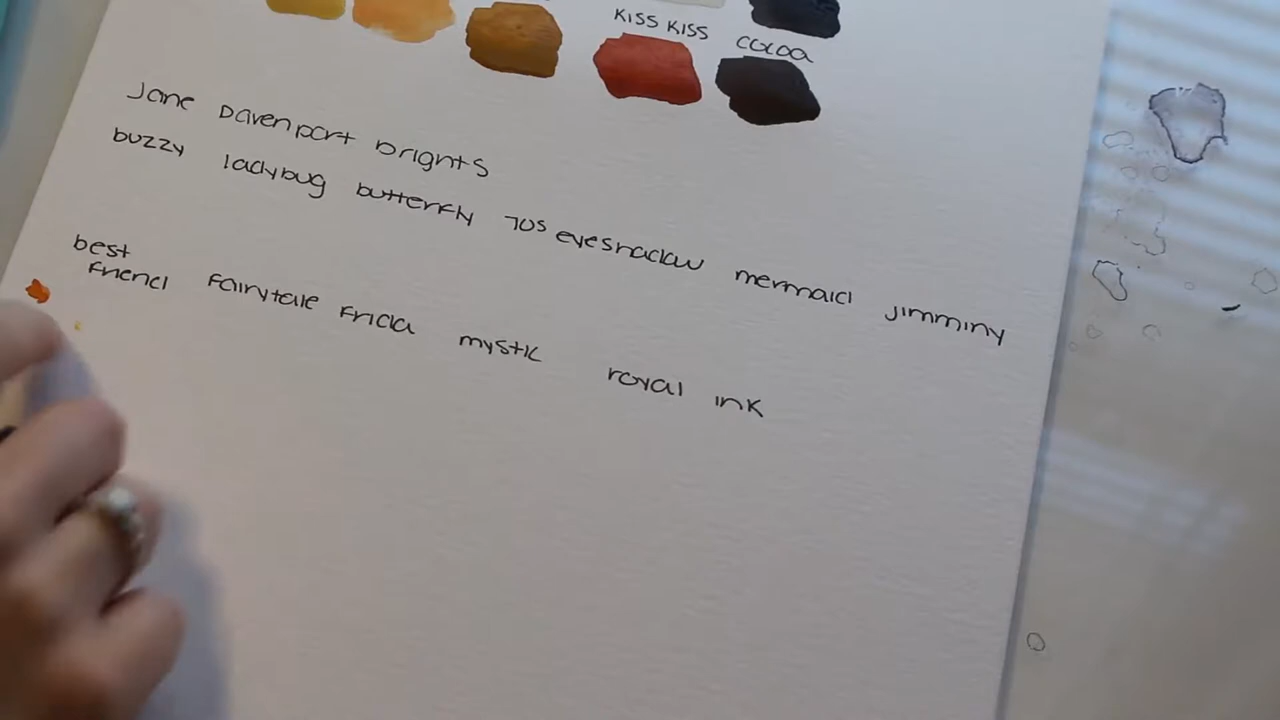 KISS KISS
cocoa
Jane Davenport brights
buzzy ladybug butterfly 70s eyeshadow mermaid jimminy
best
friend fairytale Frida mystic royal ink